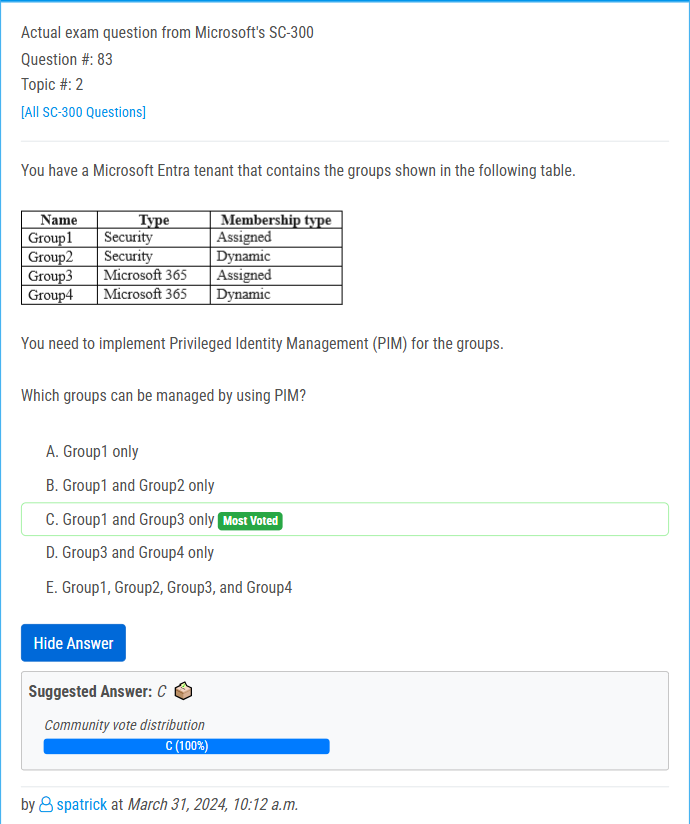 Actual exam question from Microsoft's SC-300
Question #: 83
Topic #: 2
[All SC-300 Questions]
You have a Microsoft Entra tenant that contains the groups shown in the following table.
Name Type Membership type
Group1 Security Assigned
Group2 Security Dynamic
Group3 Microsoft 365 Assigned
Group4 Microsoft 365 Dynamic
You need to implement Privileged Identity Management (PIM) for the groups.
Which groups can be managed by using PIM?
A. Group1 only
B. Group1 and Group2 only
C. Group1 and Group3 only Most Voted
D. Group3 and Group4 only
E. Group1, Group2, Group3, and Group4
Hide Answer
Suggested Answer: C
Community vote distribution
C (100%)
by spatrick at March 31, 2024, 10:12 a.m.